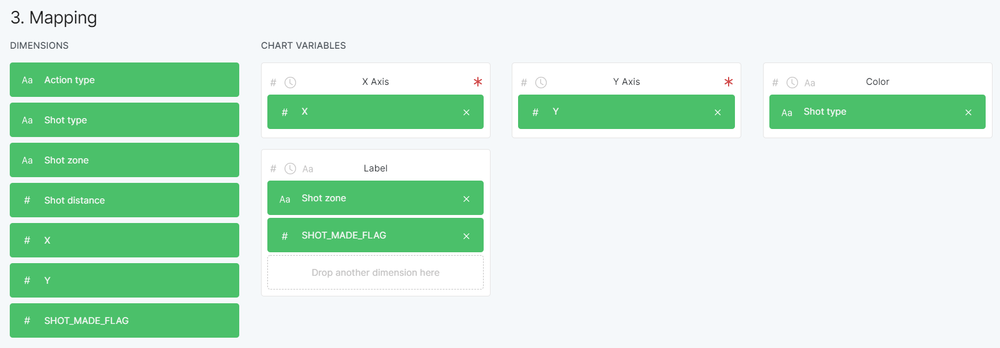 3. Mapping
DIMENSIONS
Aa Action type
Aa Shot type
Aa Shot zone
# Shot distance
# X
# Y
# SHOT_MADE_FLAG
CHART VARIABLES
# X Axis *
# X ×
# Y Axis *
# Y ×
# Aa Color
Aa Shot type ×
# Aa Label
Aa Shot zone ×
# SHOT_MADE_FLAG ×
Drop another dimension here